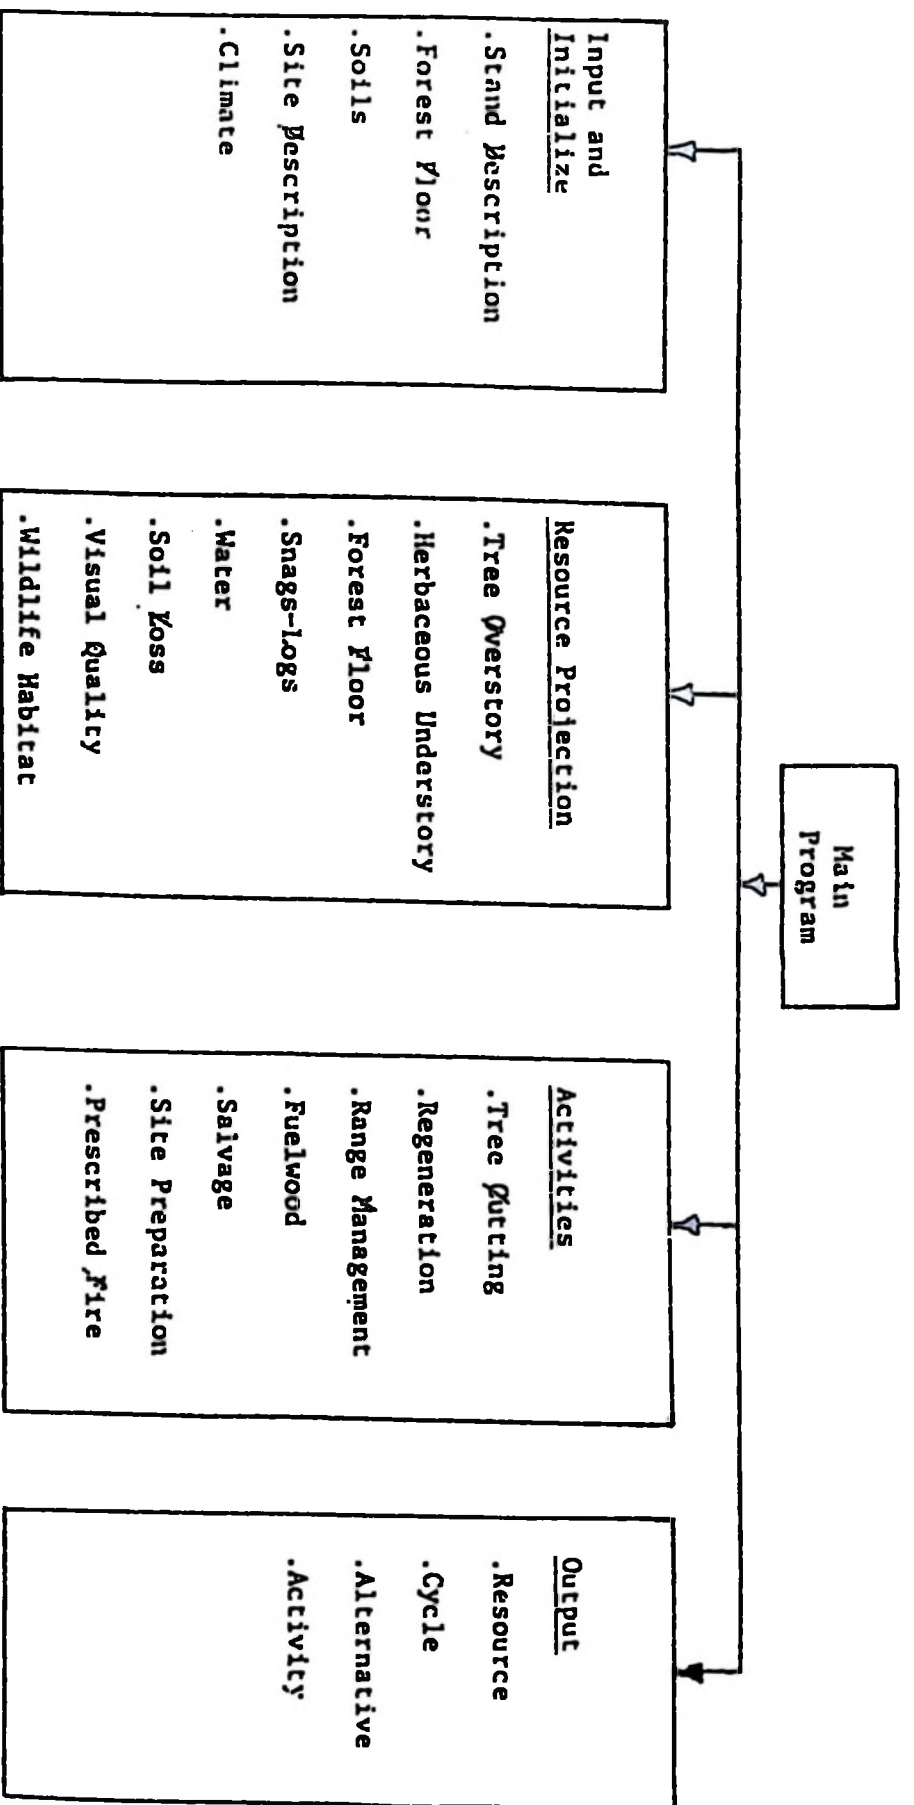 Main
Program
Input and
Initialize
.Stand Description
.Forest Floor
.Soils
.Site Description
.Climate
Resource Projection
.Tree Overstory
.Herbaceous Understory
.Forest Floor
.Snags-Logs
.Water
.Soil Loss
.Visual Quality
.Wildlife Habitat
Activities
.Tree Cutting
.Regeneration
.Range Management
.Fuelwood
.Salvage
.Site Preparation
.Prescribed Fire
Output
.Resource
.Cycle
.Alternative
.Activity